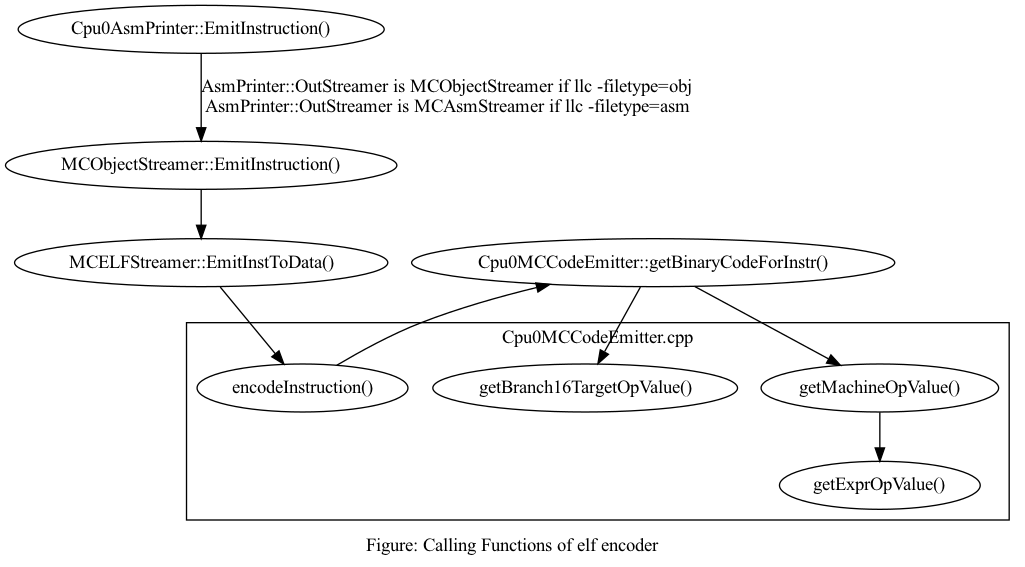 Cpu0AsmPrinter::EmitInstruction()
AsmPrinter::OutStreamer is MCObjectStreamer if llc -filetype=obj
AsmPrinter::OutStreamer is MCAsmStreamer if llc -filetype=asm
MCObjectStreamer::EmitInstruction()
MCELFStreamer::EmitInstToData()
Cpu0MCCodeEmitter::getBinaryCodeForInstr()
Cpu0MCCodeEmitter.cpp
encodeInstruction()
getBranch16TargetOpValue()
getMachineOpValue()
getExprOpValue()
Figure: Calling Functions of elf encoder